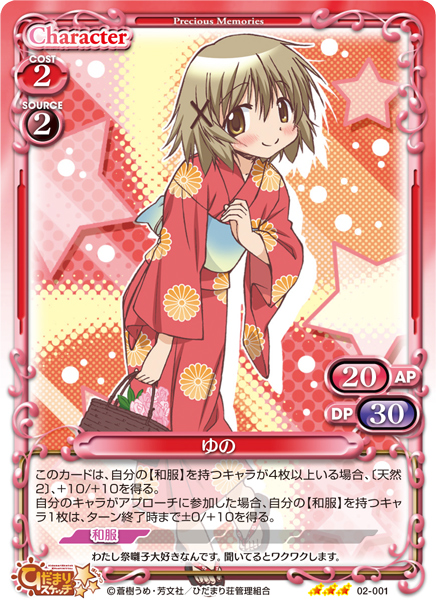 Precious Memories
Character
COST
2
SOURCE
2
20 AP
DP 30
ゆの
このカードは、自分の【和服】を持つキャラが4枚以上いる場合、〔天然
2〕、+10/+10を得る。
自分のキャラがアプローチに参加した場合、自分の【和服】を持つキャ
ラ1枚は、ターン終了時まで±0/+10を得る。
和服
わたし祭囃子大好きなんです。聞いてるとワクワクします。
ひだまりスケッチ
©蒼樹うめ・芳文社/ひだまり荘管理組合
02-001